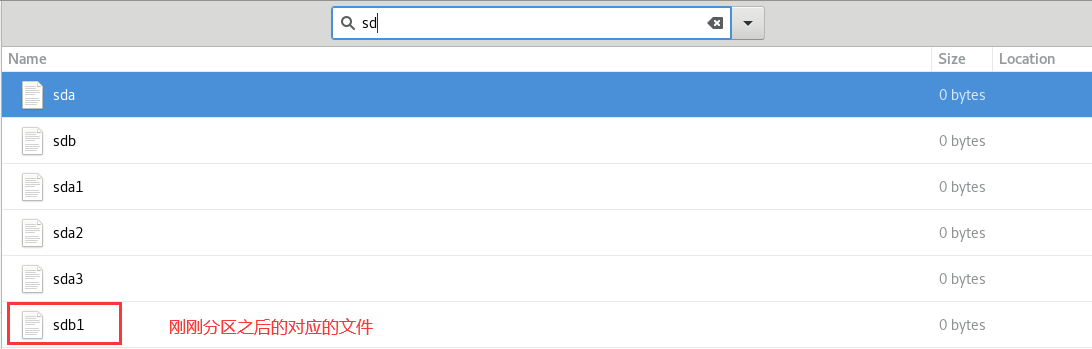 sd
Name Size Location
sda 0 bytes
sdb 0 bytes
sda1 0 bytes
sda2 0 bytes
sda3 0 bytes
sdb1 刚刚分区之后的对应的文件 0 bytes